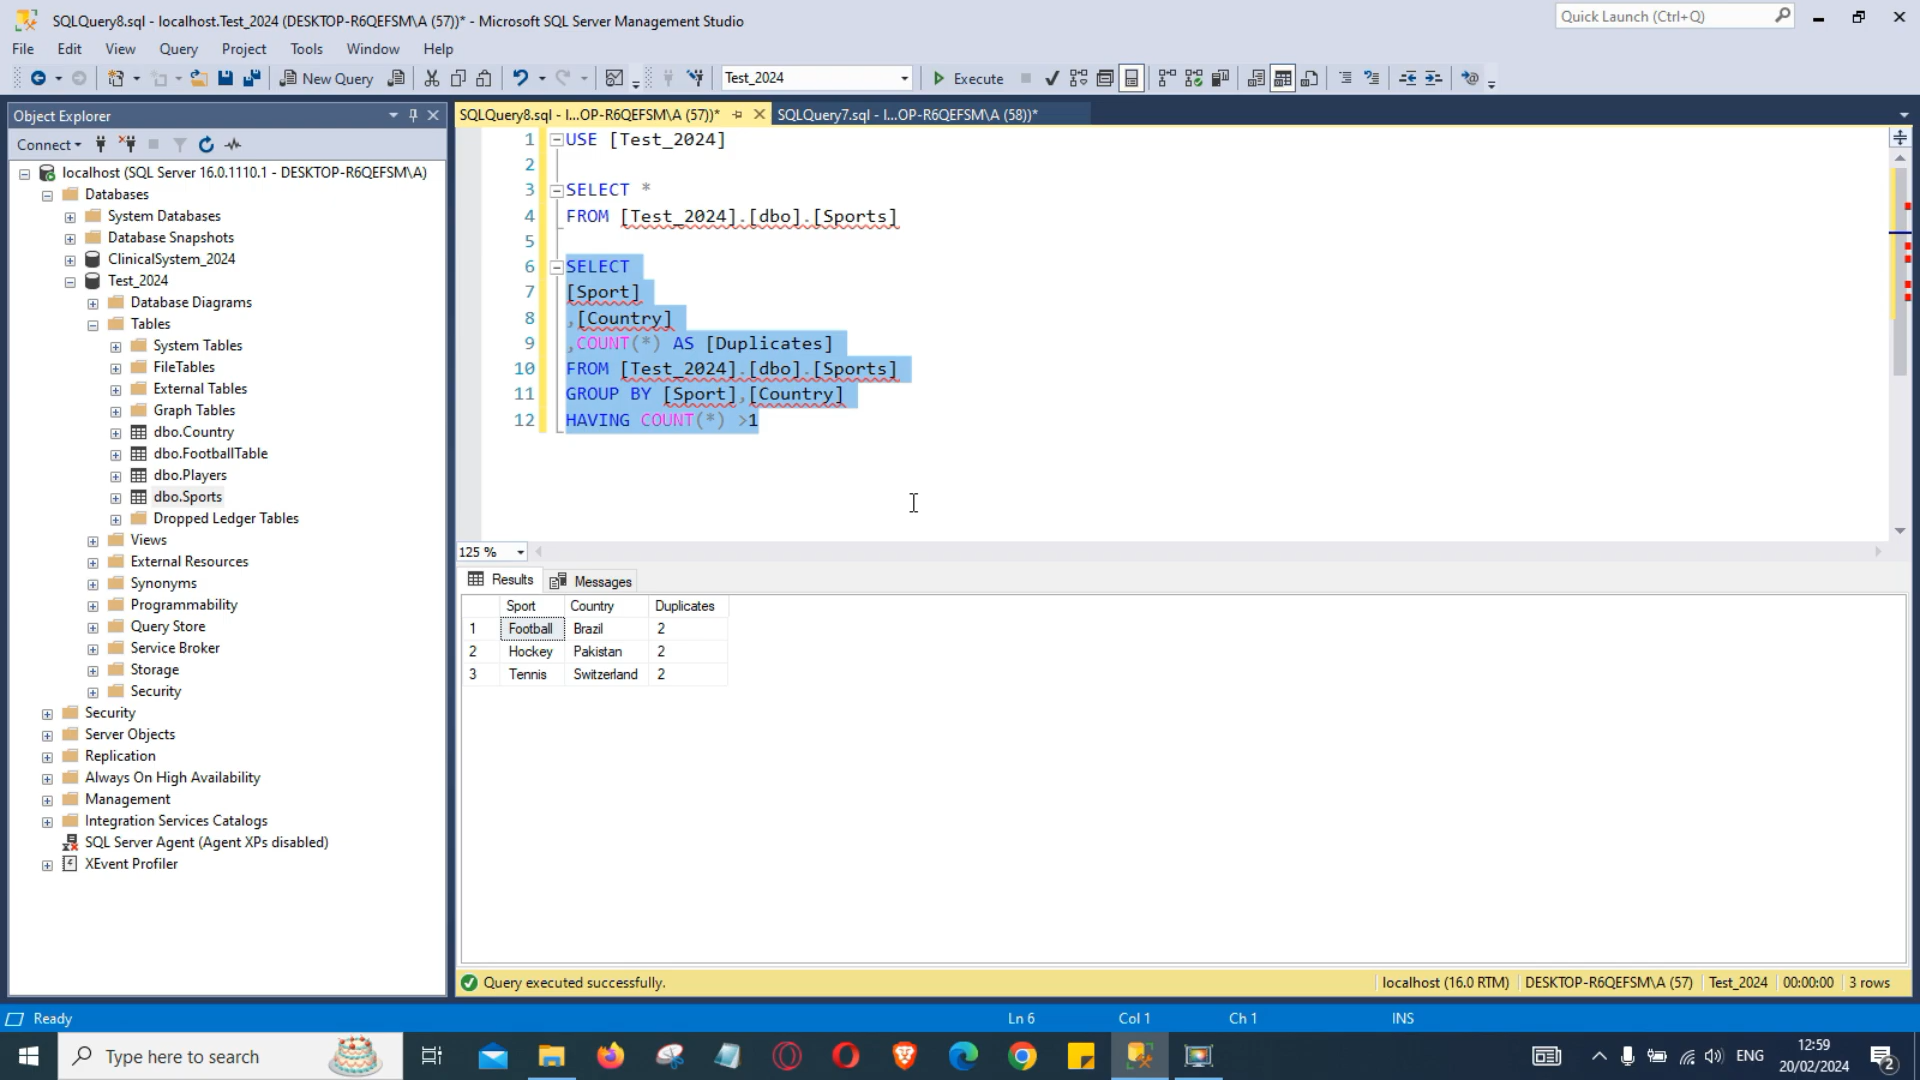 SQLQuery8.sql - localhost.Test_2024 (DESKTOP-R6QEFSM\A (57))* - Microsoft SQL Server Management Studio
Quick Launch (Ctrl+Q)
File Edit View Query Project Tools Window Help
New Query
Test_2024
Execute
Object Explorer
Connect
localhost (SQL Server 16.0.1110.1 - DESKTOP-R6QEFSM\A)
Databases
System Databases
Database Snapshots
ClinicalSystem_2024
Test_2024
Database Diagrams
Tables
System Tables
FileTables
External Tables
Graph Tables
dbo.Country
dbo.FootballTable
dbo.Players
dbo.Sports
Dropped Ledger Tables
Views
External Resources
Synonyms
Programmability
Query Store
Service Broker
Storage
Security
Security
Server Objects
Replication
Always On High Availability
Management
Integration Services Catalogs
SQL Server Agent (Agent XPs disabled)
XEvent Profiler
SQLQuery8.sql - l...OP-R6QEFSM\A (57))* SQLQuery7.sql - l...OP-R6QEFSM\A (58))*
1 USE [Test_2024]
2
3 SELECT *
4 FROM [Test_2024].[dbo].[Sports]
5
6 SELECT
7 [Sport]
8 ,[Country]
9 ,COUNT(*) AS [Duplicates]
10 FROM [Test_2024].[dbo].[Sports]
11 GROUP BY [Sport],[Country]
12 HAVING COUNT(*) >1
125 %
Results Messages
Sport Country Duplicates
1 Football Brazil 2
2 Hockey Pakistan 2
3 Tennis Switzerland 2
Query executed successfully. localhost (16.0 RTM) DESKTOP-R6QEFSM\A (57) Test_2024 00:00:00 3 rows
Ready Ln 6 Col 1 Ch 1 INS
Type here to search
ENG
12:59
20/02/2024
2